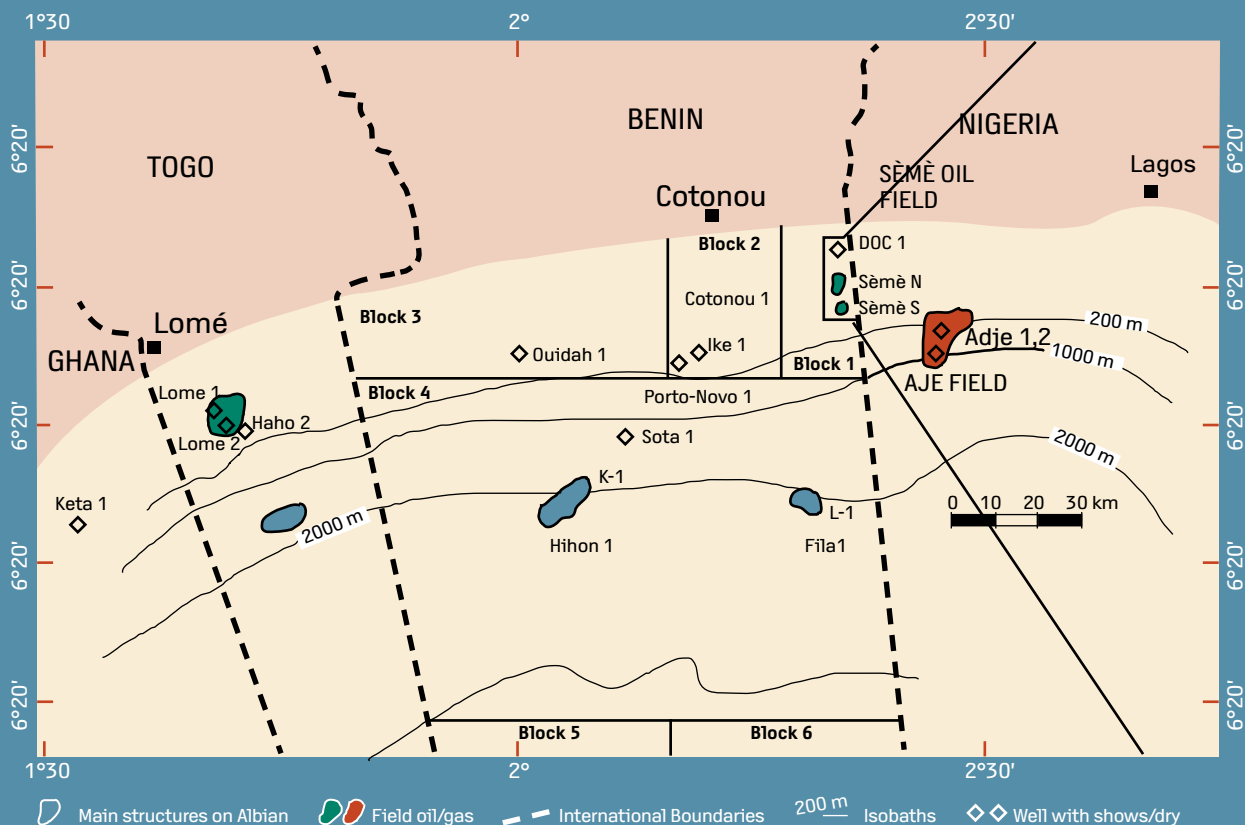 1°30
2°
2°30'
BENIN
NIGERIA
TOGO
6°20'
6°20'
Lagos
SÈMÈ OIL
FIELD
Cotonou
Block 2
DOC 1
6°20'
6°20'
Sèmè N
Cotonou 1
Sèmè S
Block 3
Lomé
200 m
Adje 1,2
Ike 1
1000 m
GHANA
Ouidah 1
Block 1
AJE FIELD
Block 4
Lome 1
Porto-Novo 1
6°20'
6°20'
Haho 2
Lome 2
Sota 1
2000 m
K-1
Keta 1
0 10 20 30 km
L-1
2000 m
Hihon 1
Fila1
6°20'
6°20'
6°20'
6°20'
Block 5
Block 6
1°30
2°
2°30'
Main structures on Albian
Field oil/gas
International Boundaries
200 m
Isobaths
Well with shows/dry